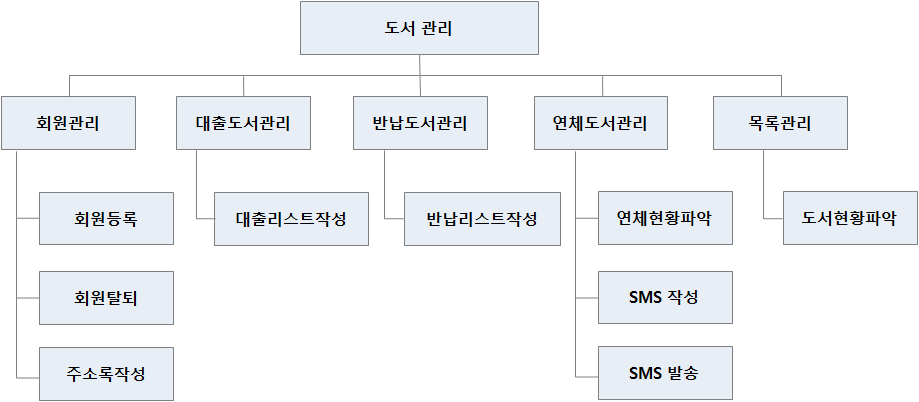 도서 관리
회원관리
대출도서관리
반납도서관리
연체도서관리
목록관리
회원등록
대출리스트작성
반납리스트작성
연체현황파악
도서현황파악
회원탈퇴
SMS 작성
주소록작성
SMS 발송